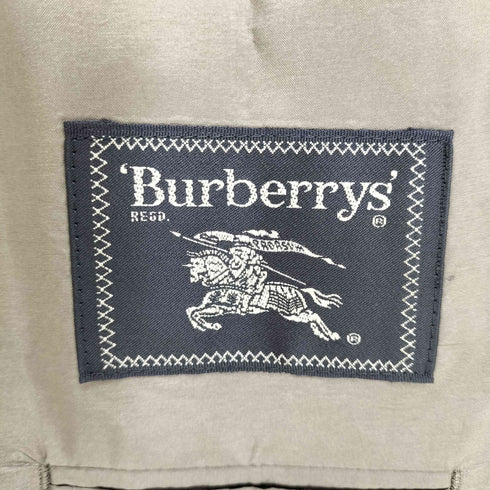 'Burberrys'
REGD.
®
PRORSUM
®